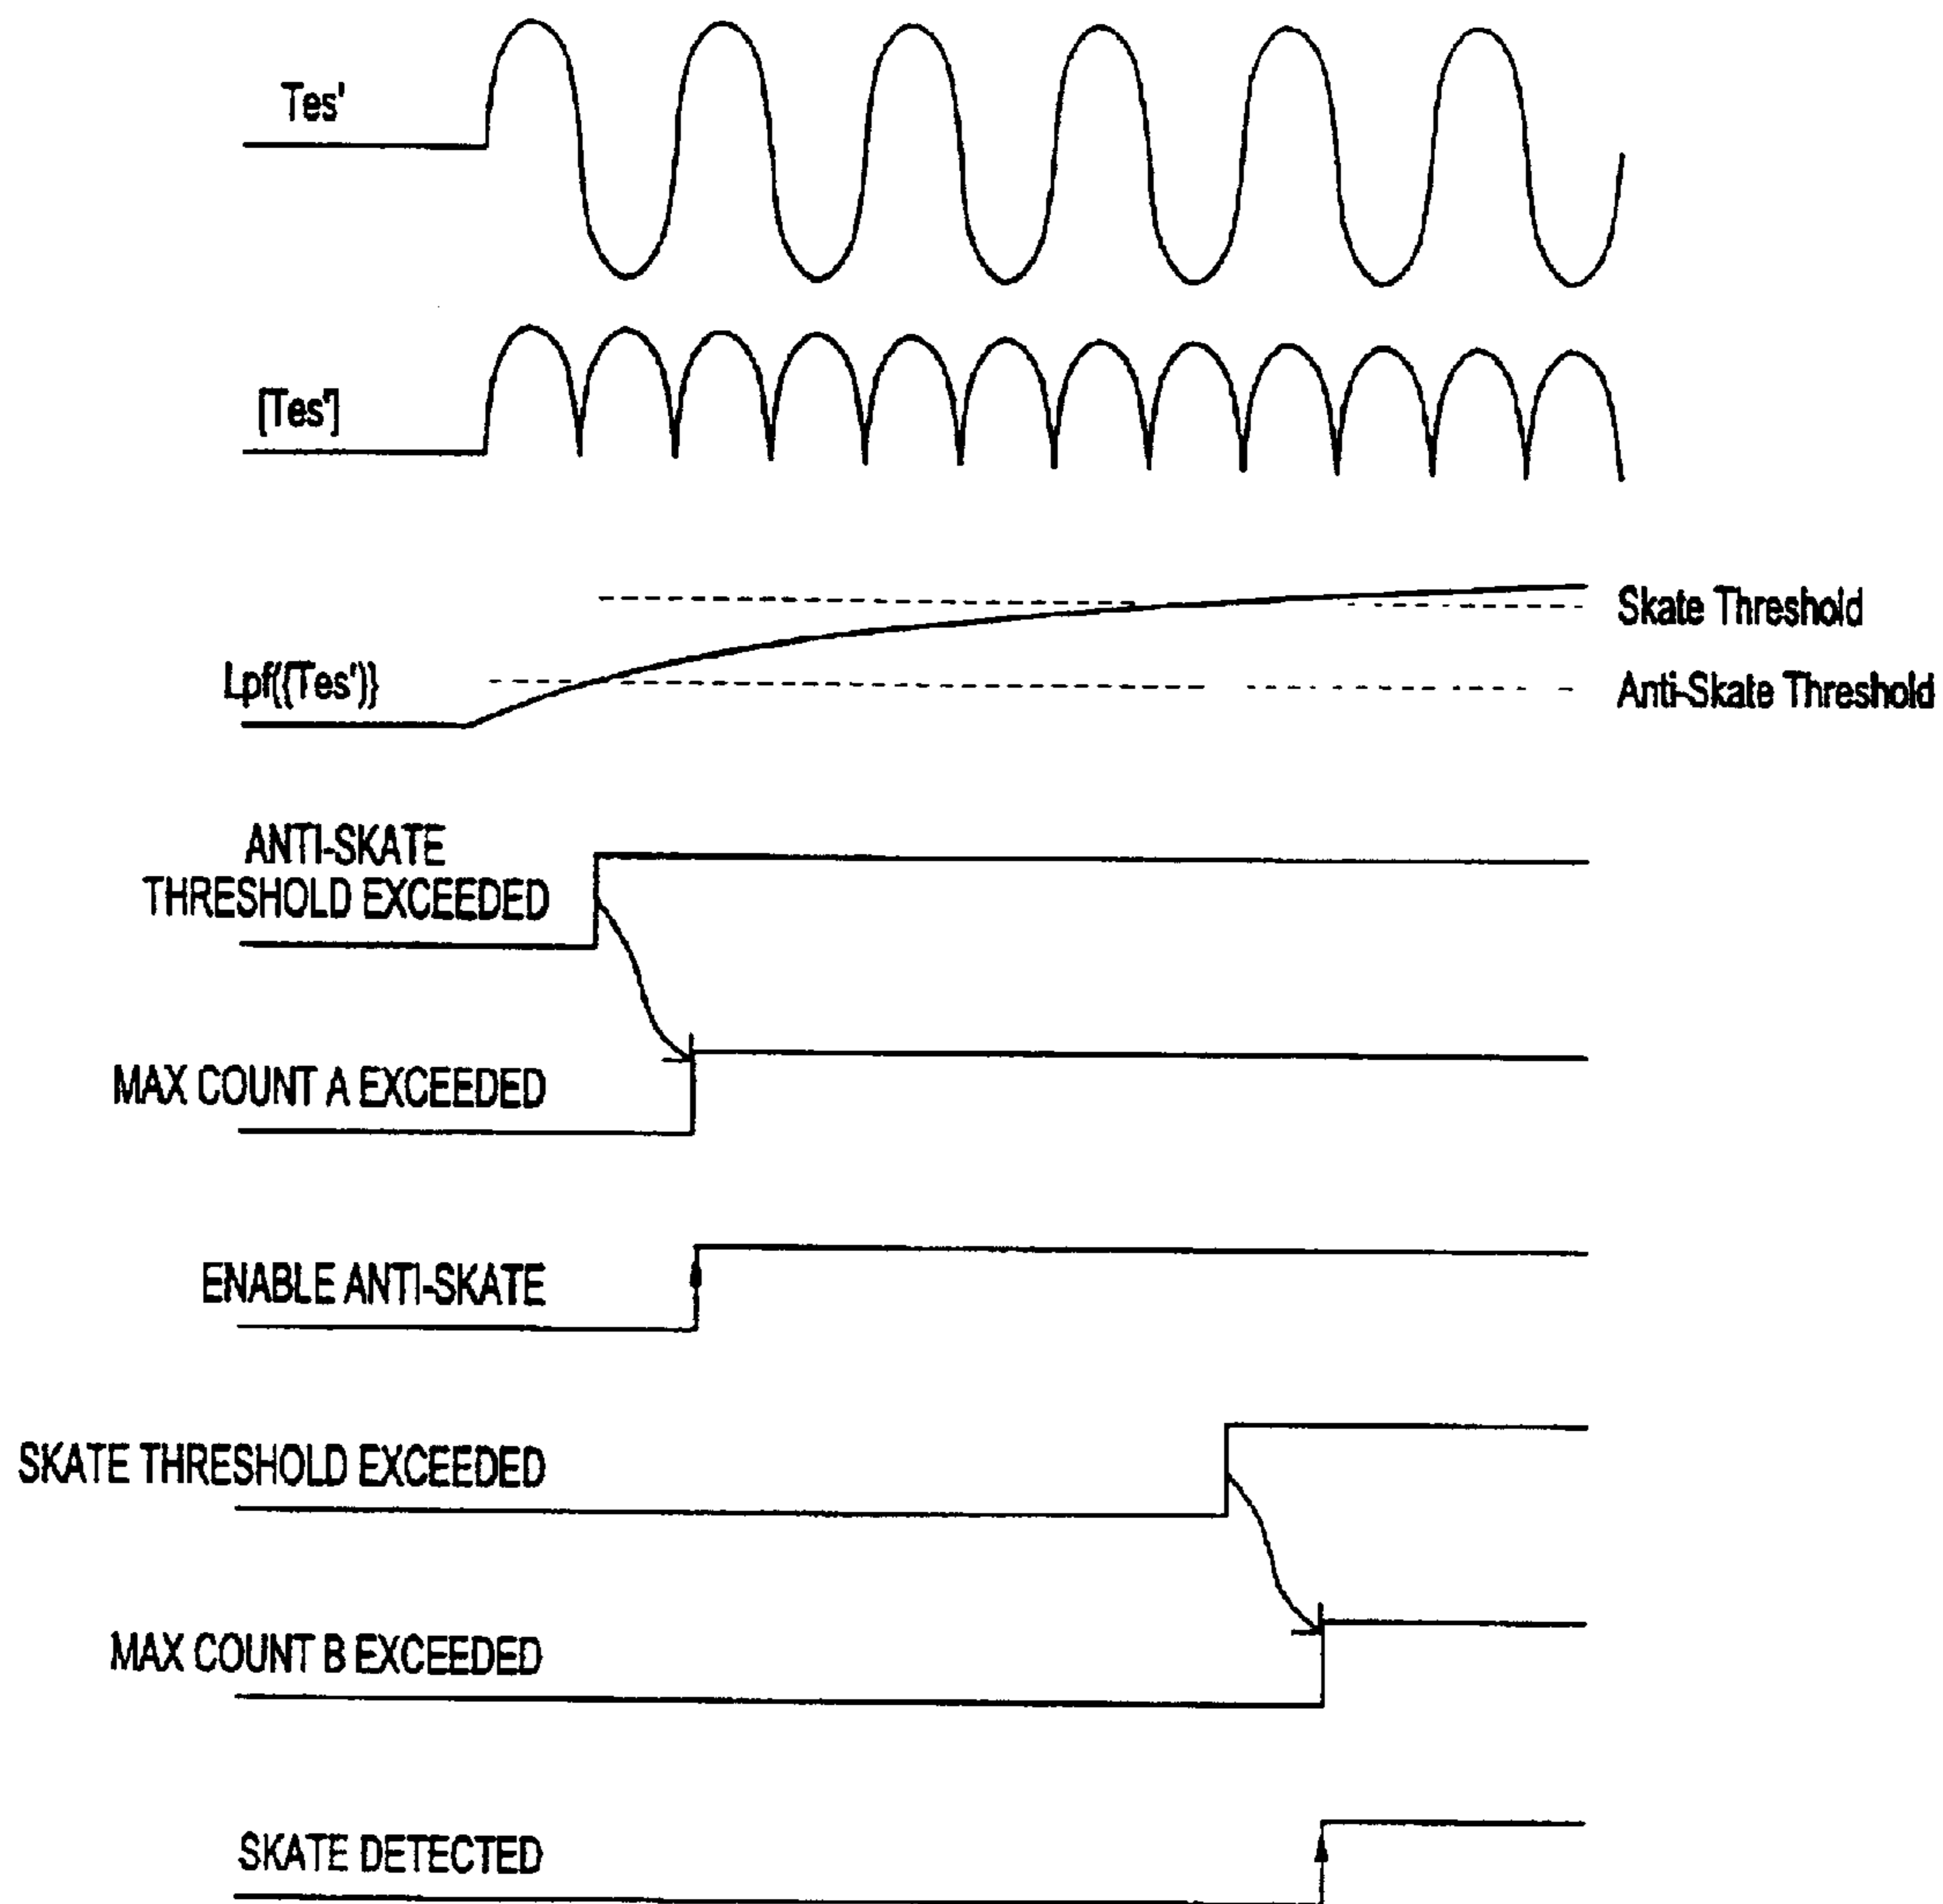 Tes'
[Tes']
Skate Threshold
Lpf({Tes')}
Anti-Skate Threshold
ANTI-SKATE
THRESHOLD EXCEEDED
MAX COUNT A EXCEEDED
ENABLE ANTI-SKATE
SKATE THRESHOLD EXCEEDED
MAX COUNT B EXCEEDED
SKATE DETECTED